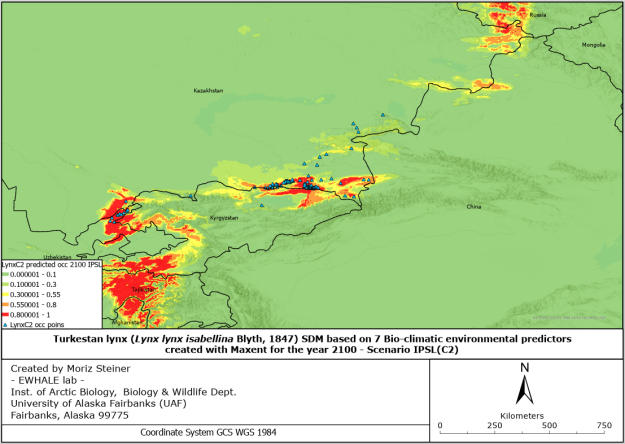 Russia
Mongolia
Kazakhstan
China
Kyrgyzstan
Uzbekistan
Afghanistan
LynxC2 predicted occ 2100 IPSL
0.000001 - 0.1
0.100001 - 0.3
0.300001 - 0.55
0.550001 - 0.8
0.800001 - 1
LynxC2 occ poins
Turkestan lynx (Lynx lynx isabellina Blyth, 1847) SDM based on 7 Bio-climatic environmental predictors
created with Maxent for the year 2100 - Scenario IPSL(C2)
Created by Moriz Steiner
- EWHALE lab -
Inst. of Arctic Biology, Biology & Wildlife Dept.
University of Alaska Fairbanks (UAF)
Fairbanks, Alaska 99775
Coordinate System GCS WGS 1984
N
Kilometers
0 250 500 750